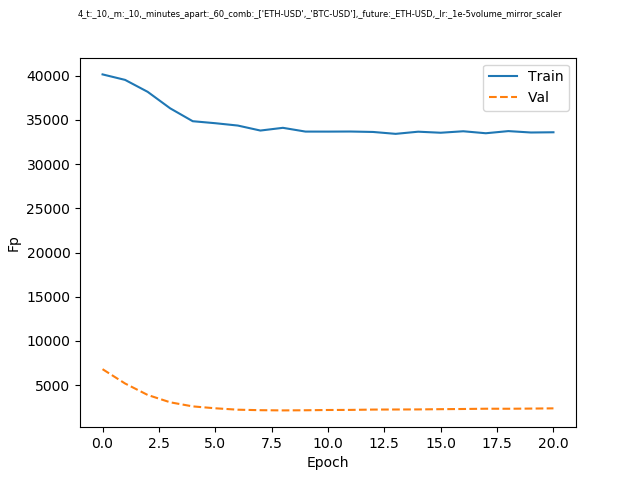 4_t:_10,_m:_10,_minutes_apart:_60_comb:_['ETH-USD',_'BTC-USD'],_future:_ETH-USD,_lr:_1e-5volume_mirror_scaler
Train
Val
40000
35000
30000
25000
20000
15000
10000
5000
Fp
0.0 2.5 5.0 7.5 10.0 12.5 15.0 17.5 20.0
Epoch